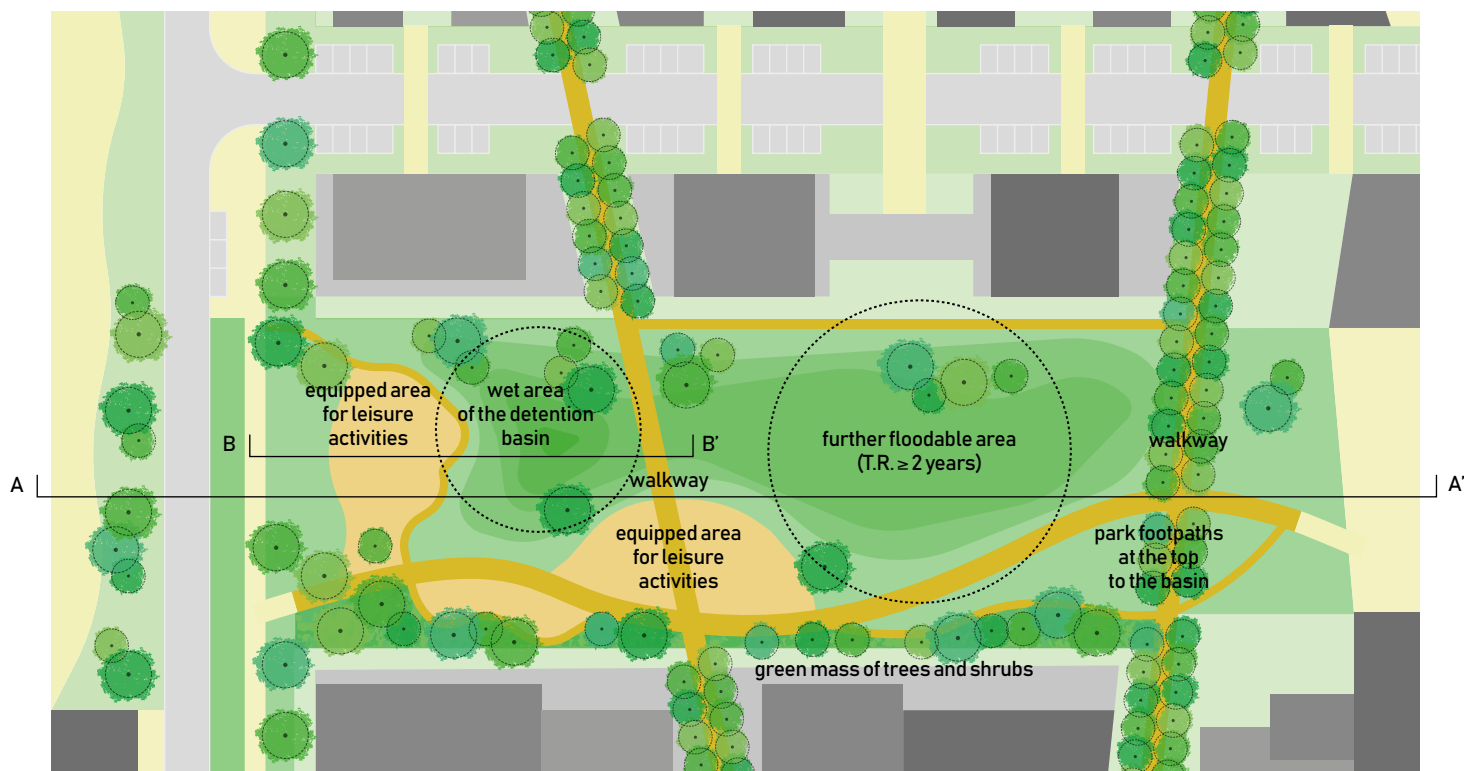 equipped area
for leisure
activities
wet area
of the detention
basin
further floodable area
(T.R. ≥ 2 years)
walkway
B
B'
A
A'
walkway
equipped area
for leisure
activities
park footpaths
at the top
to the basin
green mass of trees and shrubs